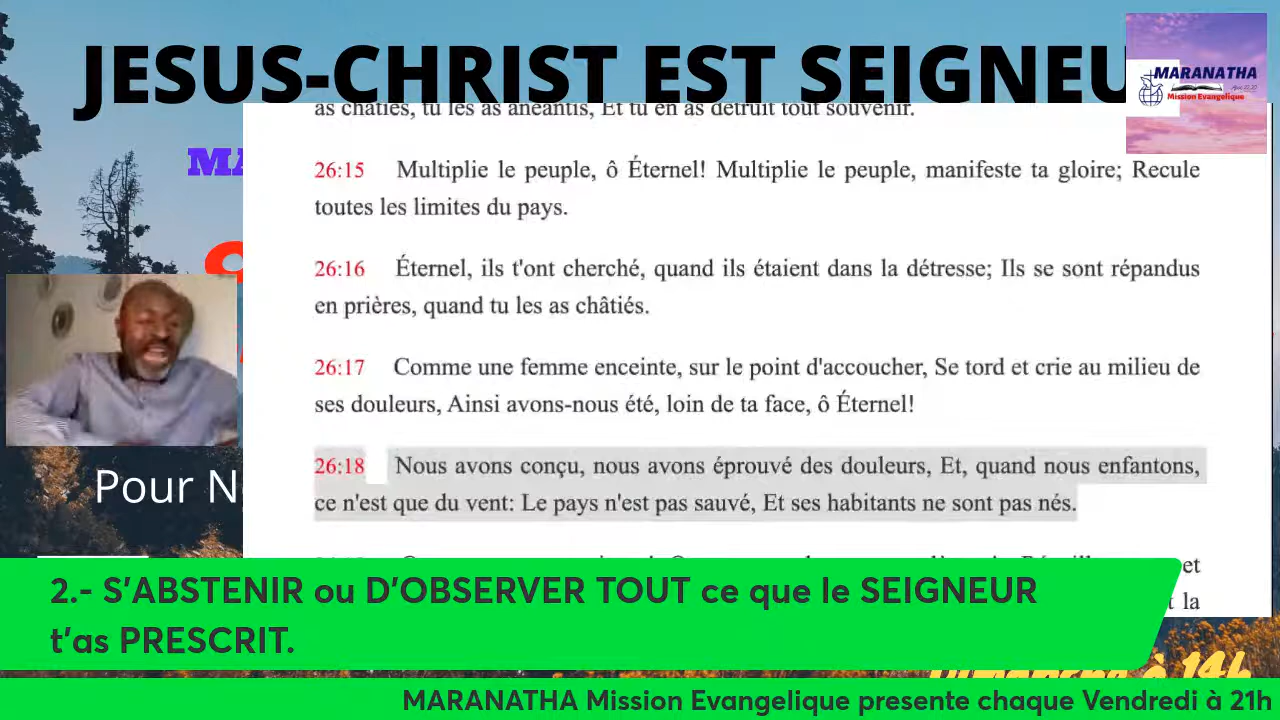 JESUS-CHRIST EST SEIGNEU
MARANATHA
Mission Evangelique
as châtiés, tu les as anéantis, Et tu en as détruit tout souvenir.
MA
26:15 Multiplie le peuple, ô Éternel! Multiplie le peuple, manifeste ta gloire; Recule
toutes les limites du pays.
26:16 Éternel, ils t'ont cherché, quand ils étaient dans la détresse; Ils se sont répandus
en prières, quand tu les as châtiés.
26:17 Comme une femme enceinte, sur le point d'accoucher, Se tord et crie au milieu de
ses douleurs, Ainsi avons-nous été, loin de ta face, ô Éternel!
26:18 Nous avons conçu, nous avons éprouvé des douleurs, Et, quand nous enfantons,
ce n'est que du vent: Le pays n'est pas sauvé, Et ses habitants ne sont pas nés.
Pour N
et
la
2.- S'ABSTENIR ou D'OBSERVER TOUT ce que le SEIGNEUR
t'as PRESCRIT.
MARANATHA Mission Evangelique presente chaque Vendredi à 21h